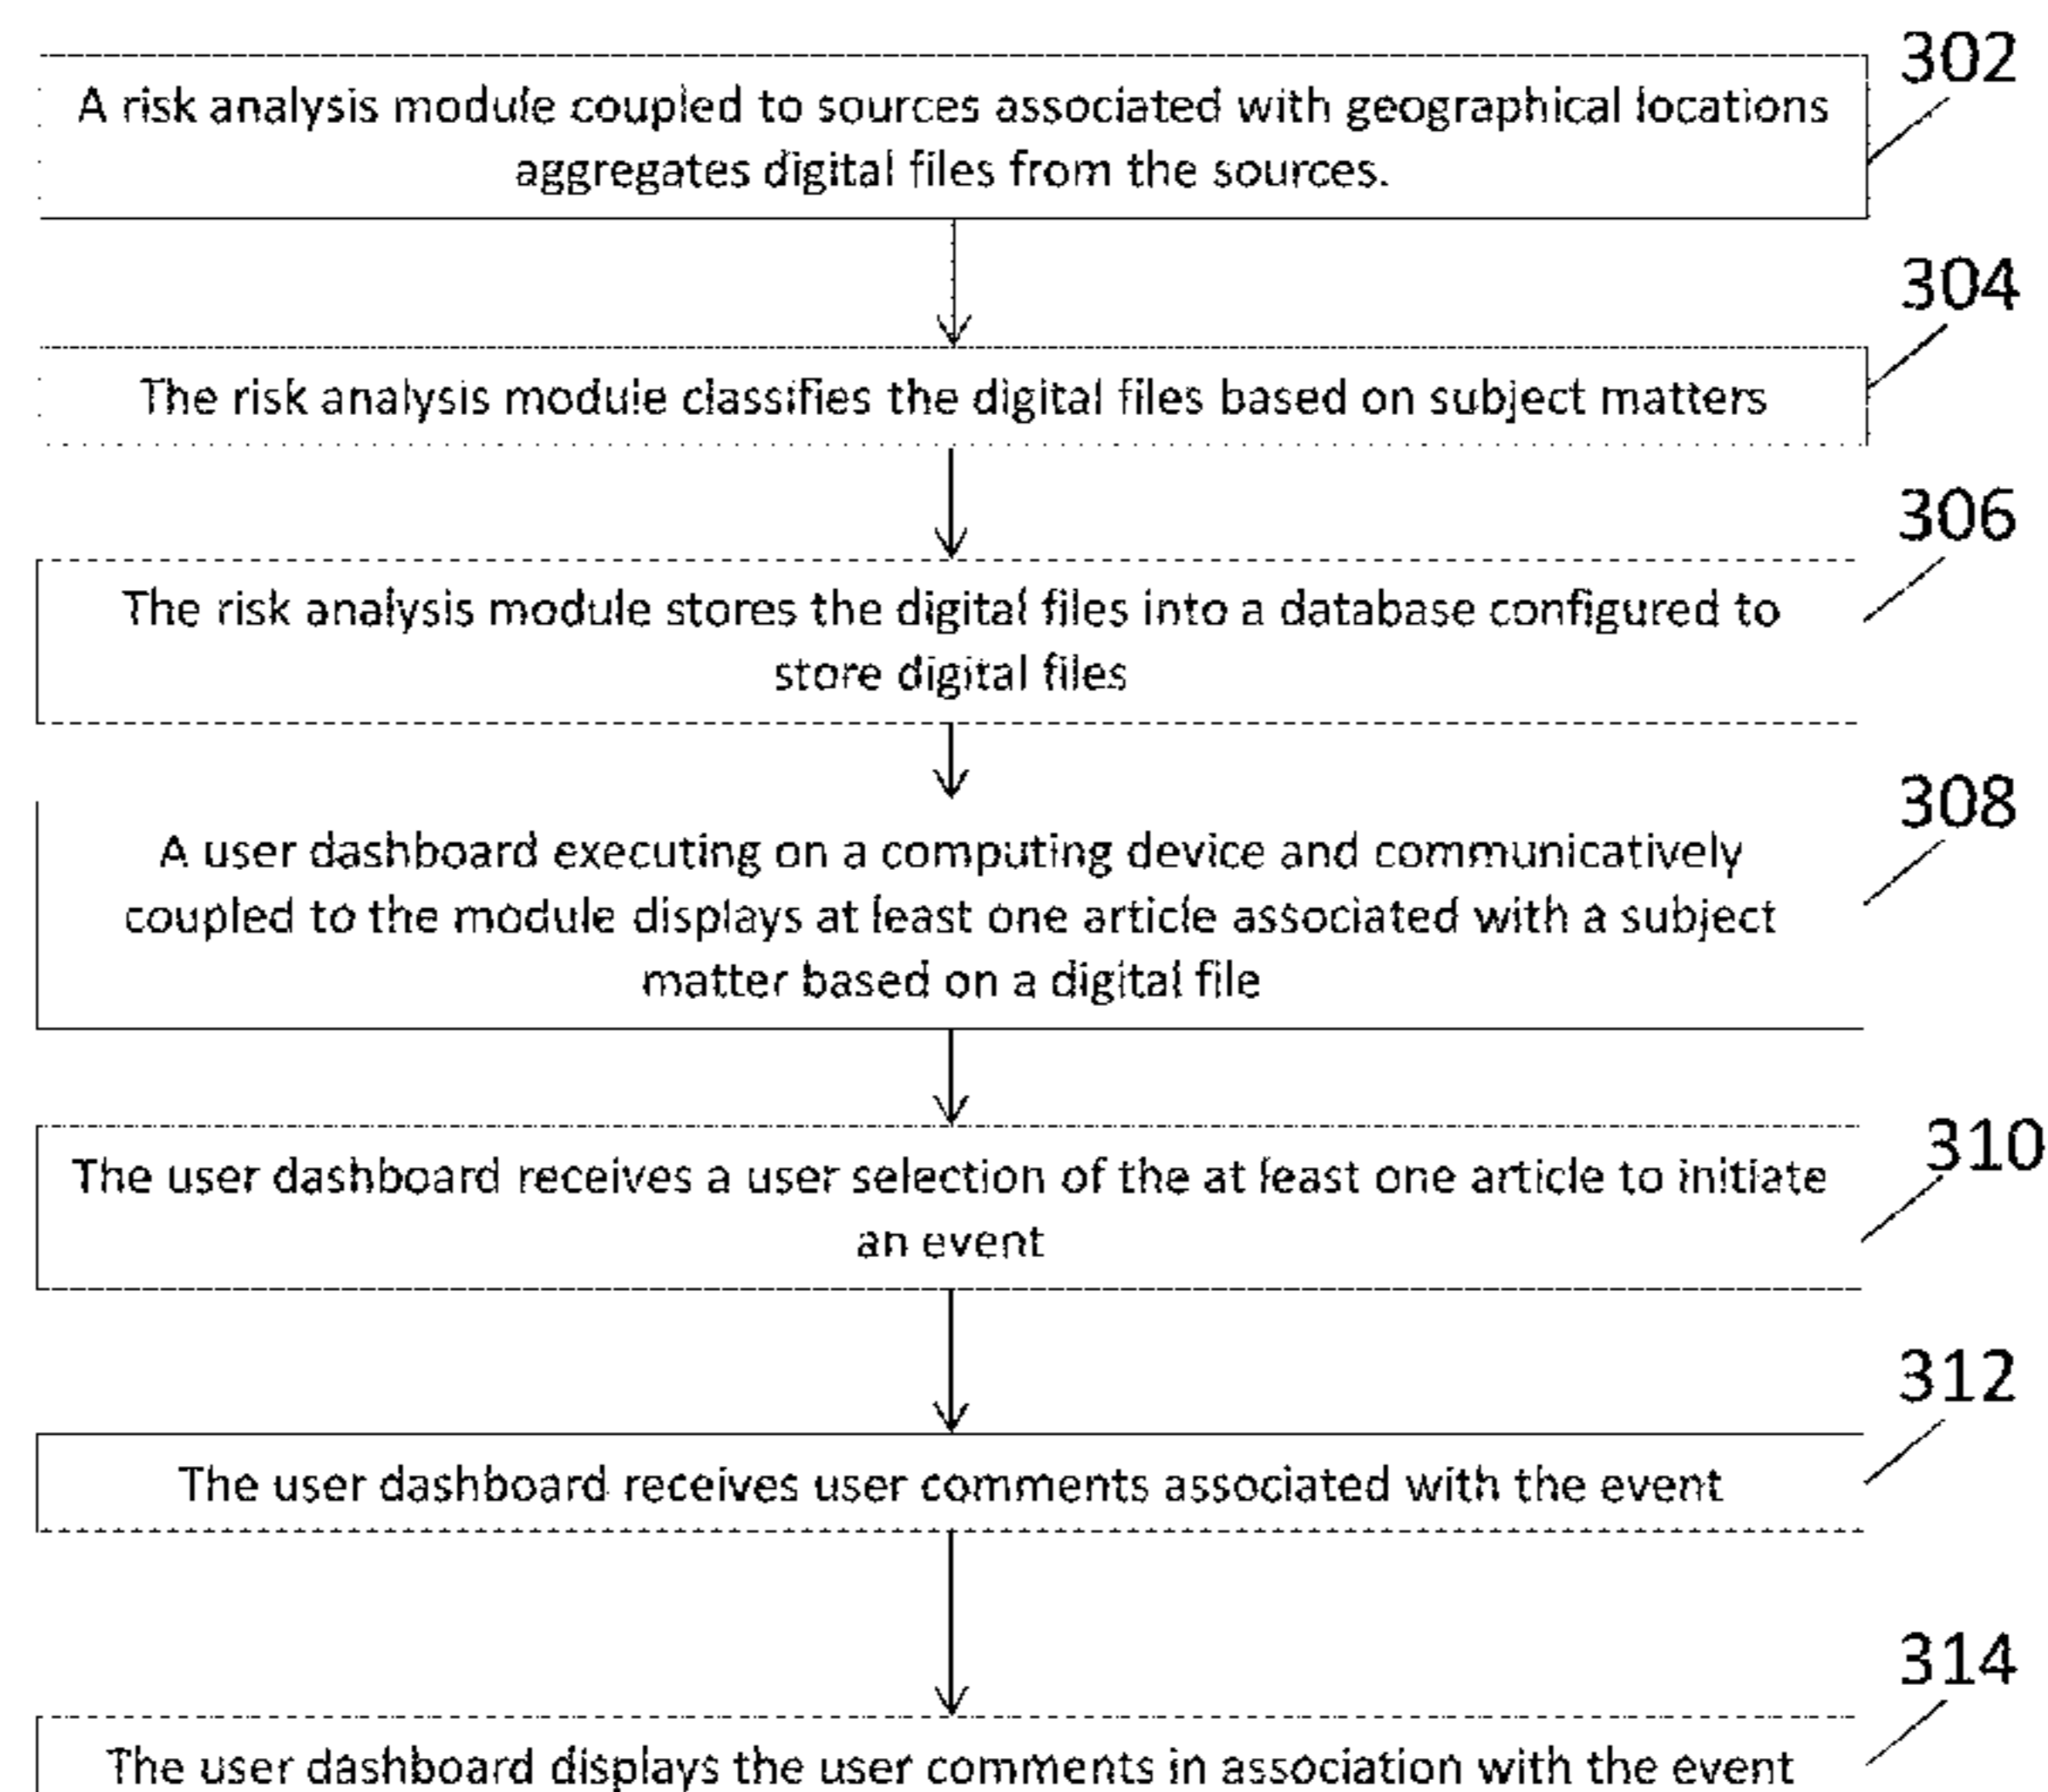 302
A risk analysis module coupled to sources associated with geographical locations
aggregates digital files from the sources.
304
The risk analysis module classifies the digital files based on subject matters
306
The risk analysis module stores the digital files into a database configured to
store digital files
308
A user dashboard executing on a computing device and communicatively
coupled to the module displays at least one article associated with a subject
matter based on a digital file
310
The user dashboard receives a user selection of the at least one article to initiate
an event
312
The user dashboard receives user comments associated with the event
314
The user dashboard displays the user comments in association with the event